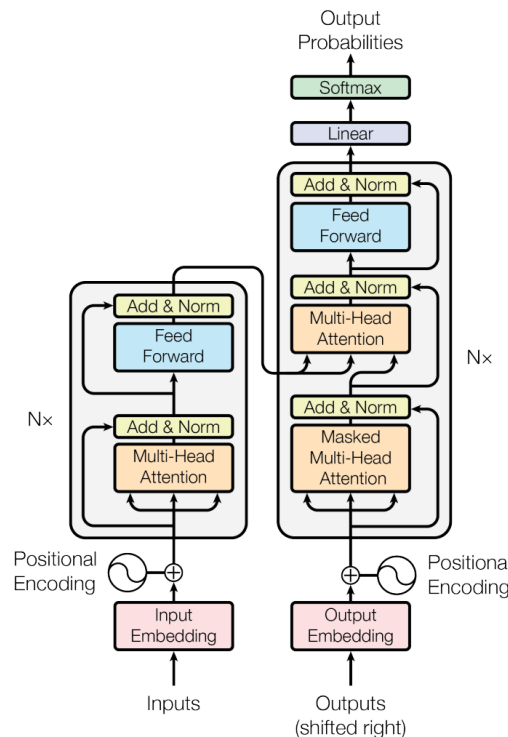 Output
Probabilities
Softmax
Linear
Add & Norm
Feed
Forward
Add & Norm
Multi-Head
Attention
Add & Norm
Masked
Multi-Head
Attention
N×
Add & Norm
Feed
Forward
Add & Norm
Multi-Head
Attention
N×
Positional
Encoding
Positional
Encoding
Input
Embedding
Output
Embedding
Inputs
Outputs
(shifted right)